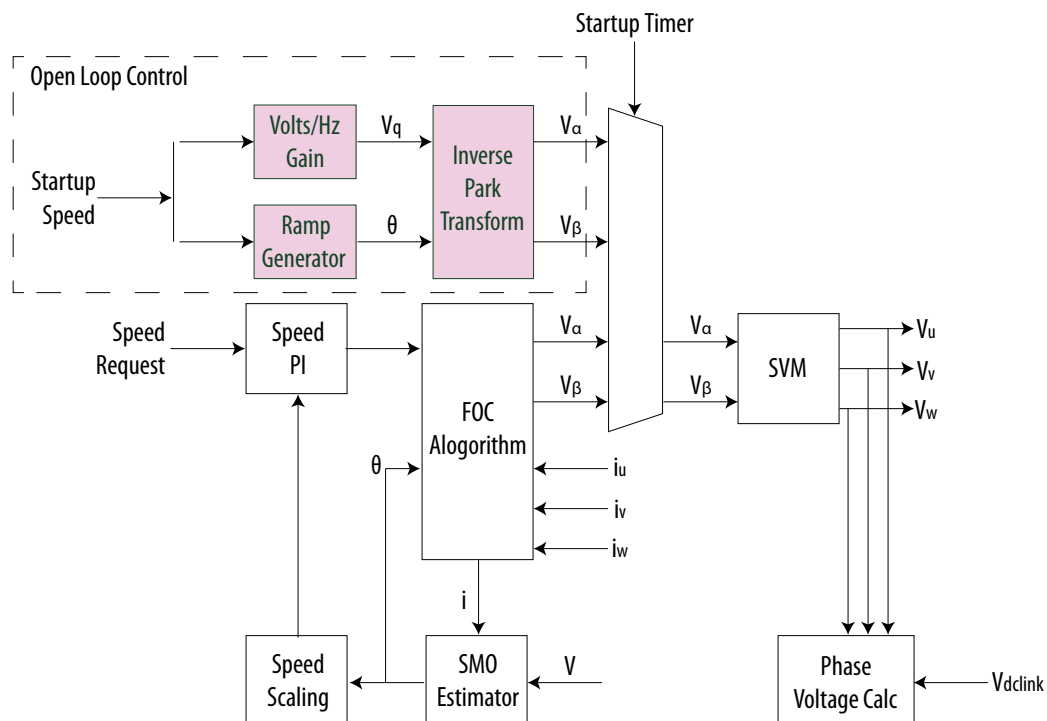 Startup Timer
Open Loop Control
Volts/Hz
Gain
Vq
Inverse
Park
Transform
Vα
Startup
Speed
Ramp
Generator
θ
Vβ
Speed
Request
Speed
PI
FOC
Alogorithm
Vα
Vβ
Vα
Vβ
SVM
Vu
Vv
Vw
θ
iu
iv
iw
i
Speed
Scaling
SMO
Estimator
V
Phase
Voltage Calc
Vdclink